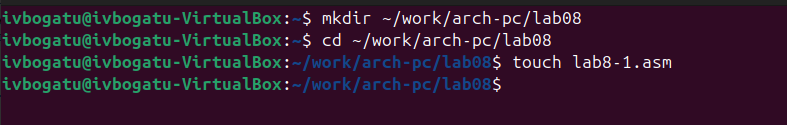 ivbogatu@ivbogatu-VirtualBox:~$ mkdir ~/work/arch-pc/lab08
ivbogatu@ivbogatu-VirtualBox:~$ cd ~/work/arch-pc/lab08
ivbogatu@ivbogatu-VirtualBox:~/work/arch-pc/lab08$ touch lab8-1.asm
ivbogatu@ivbogatu-VirtualBox:~/work/arch-pc/lab08$